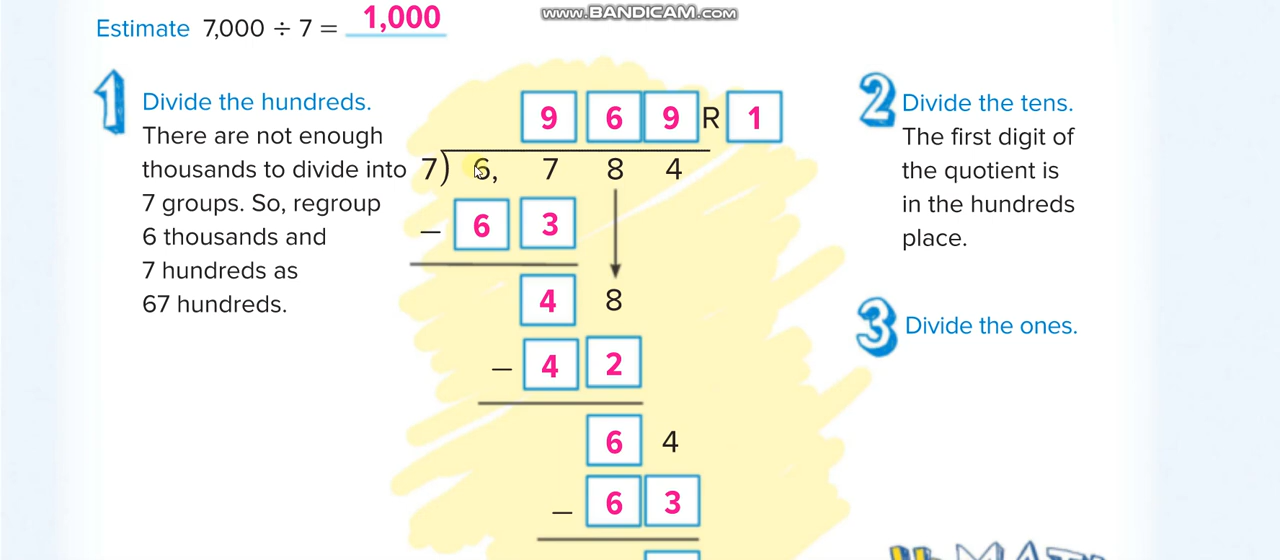 www.BANDICAM.com
Estimate 7,000 ÷ 7 = 1,000
1
Divide the hundreds.
There are not enough
thousands to divide into
7 groups. So, regroup
6 thousands and
7 hundreds as
67 hundreds.
9 6 9 R 1
7) 6, 7 8 4
− 6 3
4 8
− 4 2
6 4
− 6 3
2
Divide the tens.
The first digit of
the quotient is
in the hundreds
place.
3
Divide the ones.